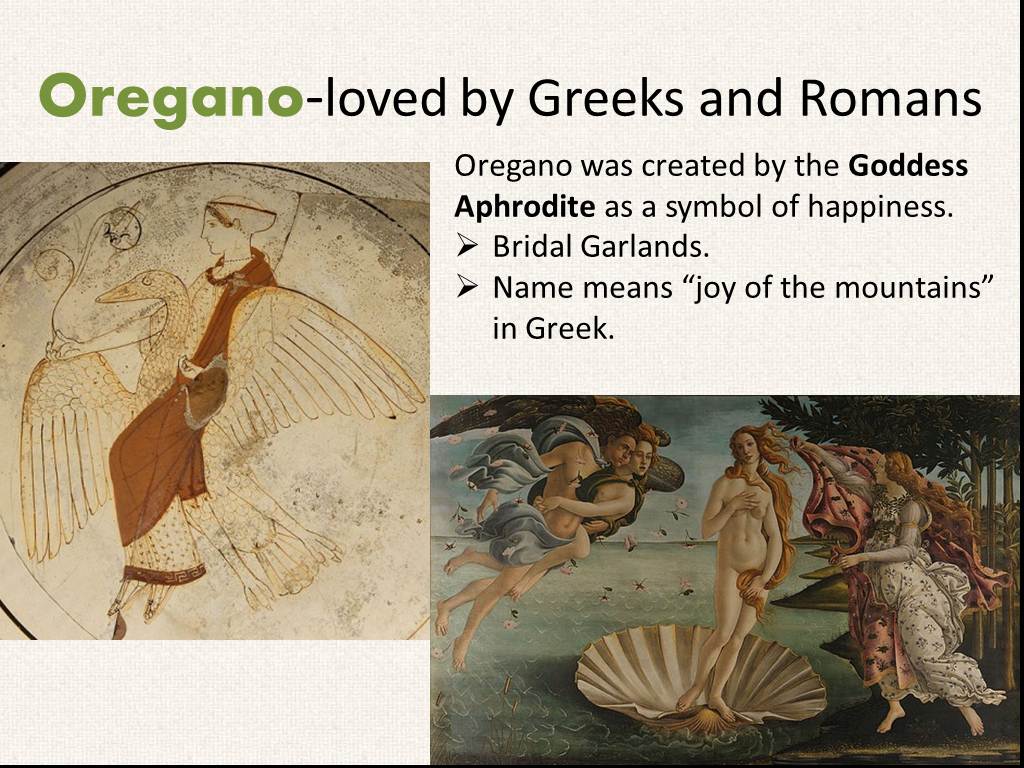 Oregano-loved by Greeks and Romans
Oregano was created by the Goddess
Aphrodite as a symbol of happiness.
➢ Bridal Garlands.
➢ Name means “joy of the mountains”
in Greek.